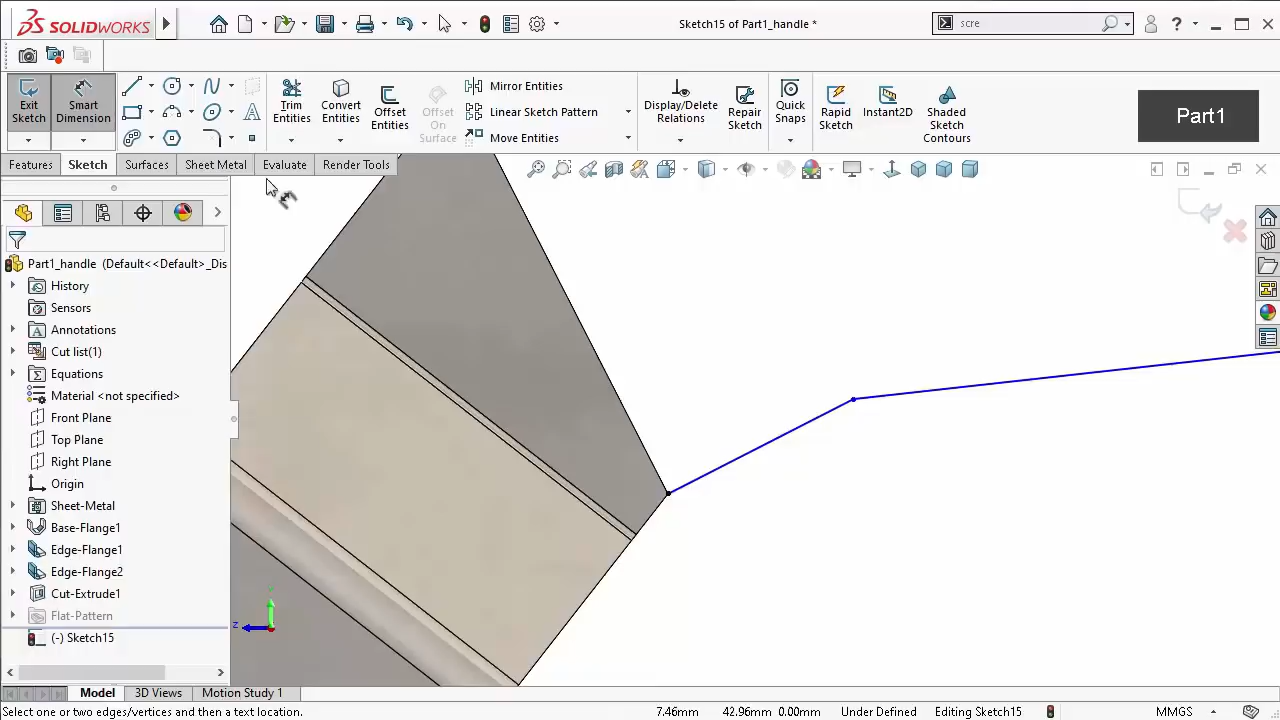 SOLIDWORKS
Sketch15 of Part1_handle *
scre
Exit Sketch
Smart Dimension
Trim Entities
Convert Entities
Offset Entities
Offset On Surface
Mirror Entities
Linear Sketch Pattern
Move Entities
Display/Delete Relations
Repair Sketch
Quick Snaps
Rapid Sketch
Instant2D
Shaded Sketch Contours
Part1
Features
Sketch
Surfaces
Sheet Metal
Evaluate
Render Tools
Part1_handle (Default<<Default>_Dis
History
Sensors
Annotations
Cut list(1)
Equations
Material <not specified>
Front Plane
Top Plane
Right Plane
Origin
Sheet-Metal
Base-Flange1
Edge-Flange1
Edge-Flange2
Cut-Extrude1
Flat-Pattern
(-) Sketch15
Y
Z
Model
3D Views
Motion Study 1
Select one or two edges/vertices and then a text location.
7.46mm
42.96mm 0.00mm
Under Defined
Editing Sketch15
MMGS